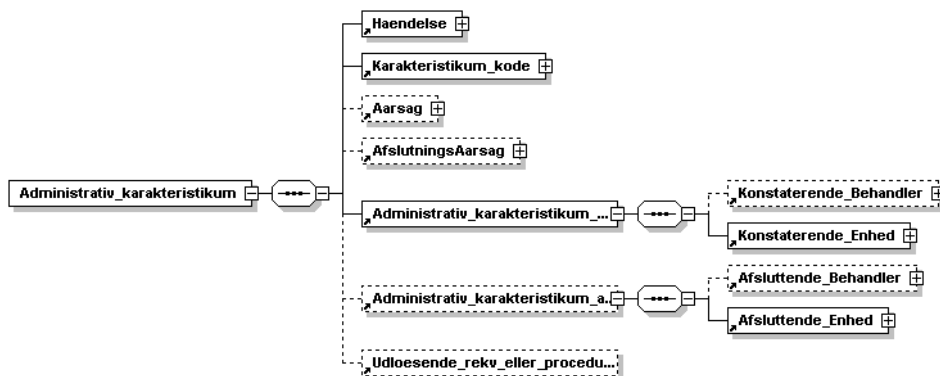 Haendelse
Karakteristikum_kode
Aarsag
AfslutningsAarsag
Administrativ_karakteristikum
Administrativ_karakteristikum_...
Konstaterende_Behandler
Konstaterende_Enhed
Administrativ_karakteristikum_a...
Afsluttende_Behandler
Afsluttende_Enhed
Udloesende_rekv_eller_procedu...